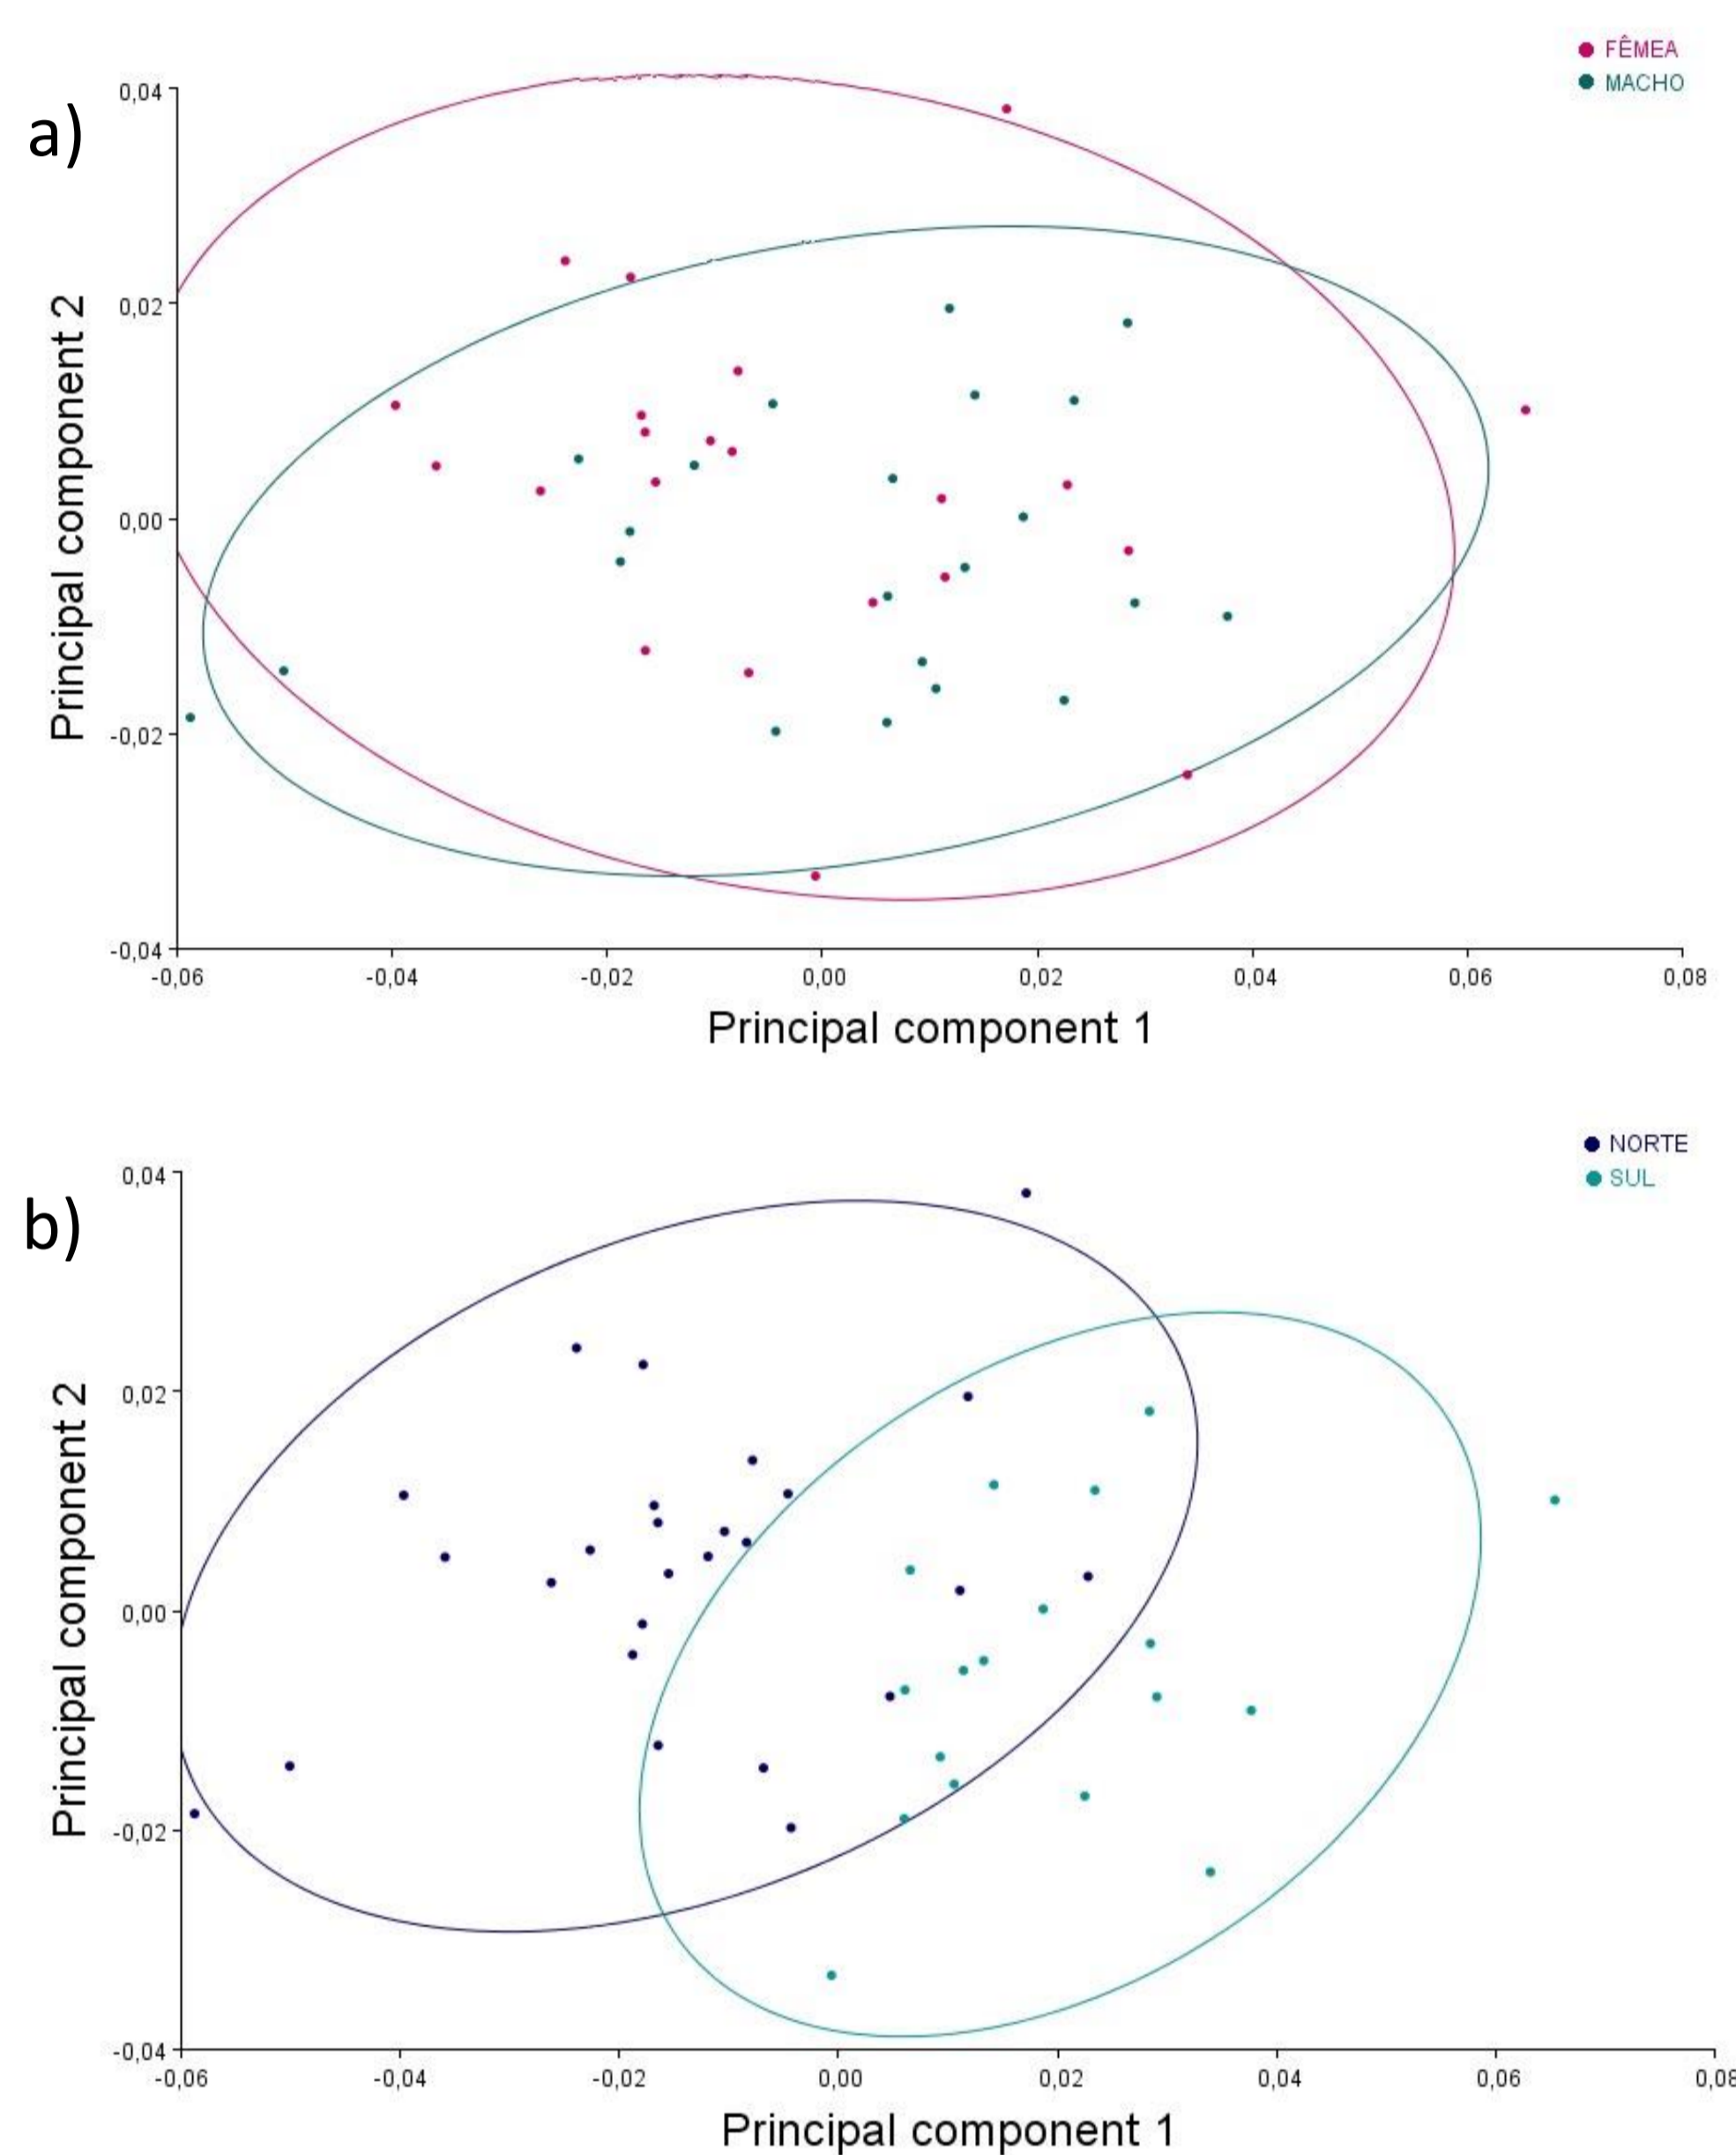 a)
FÊMEA
MACHO
0,04
0,02
0,00
-0,02
-0,04
Principal component 2
-0,06 -0,04 -0,02 0,00 0,02 0,04 0,06 0,08
Principal component 1
b)
NORTE
SUL
0,04
0,02
0,00
-0,02
-0,04
Principal component 2
-0,06 -0,04 -0,02 0,00 0,02 0,04 0,06 0,08
Principal component 1